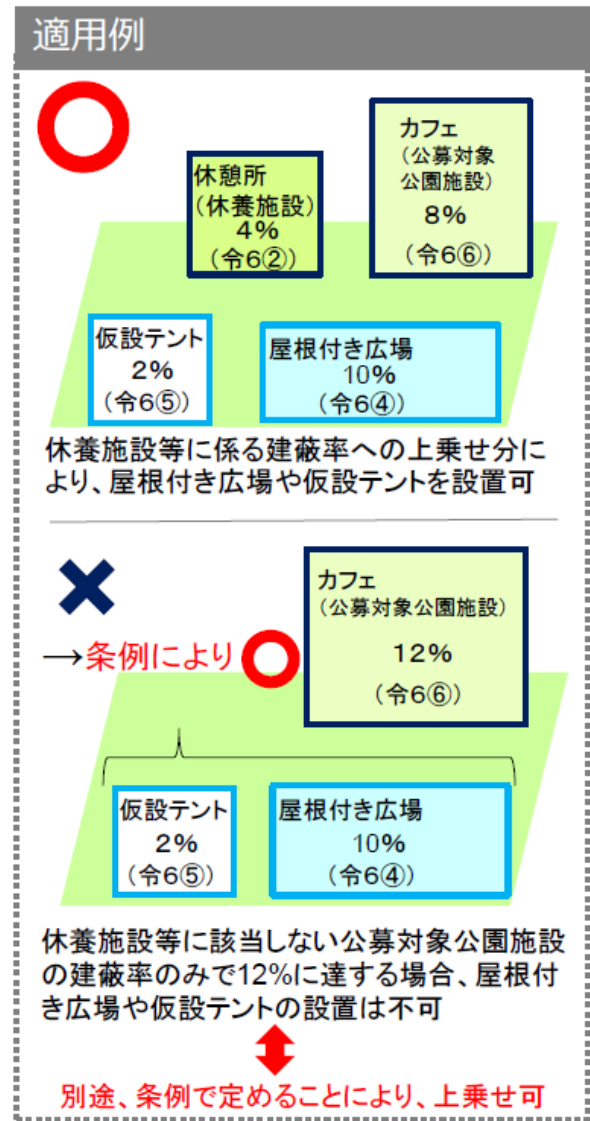 適用例
カフェ
(公募対象
公園施設)
8%
(令6⑥)
休憩所
(休養施設)
4%
(令6②)
仮設テント
2%
(令6⑤)
屋根付き広場
10%
(令6④)
休養施設等に係る建蔽率への上乗せ分に
より、屋根付き広場や仮設テントを設置可
→条例により
カフェ
(公募対象公園施設)
12%
(令6⑥)
仮設テント
2%
(令6⑤)
屋根付き広場
10%
(令6④)
休養施設等に該当しない公募対象公園施設
の建蔽率のみで12%に達する場合、屋根付
き広場や仮設テントの設置は不可
別途、条例で定めることにより、上乗せ可